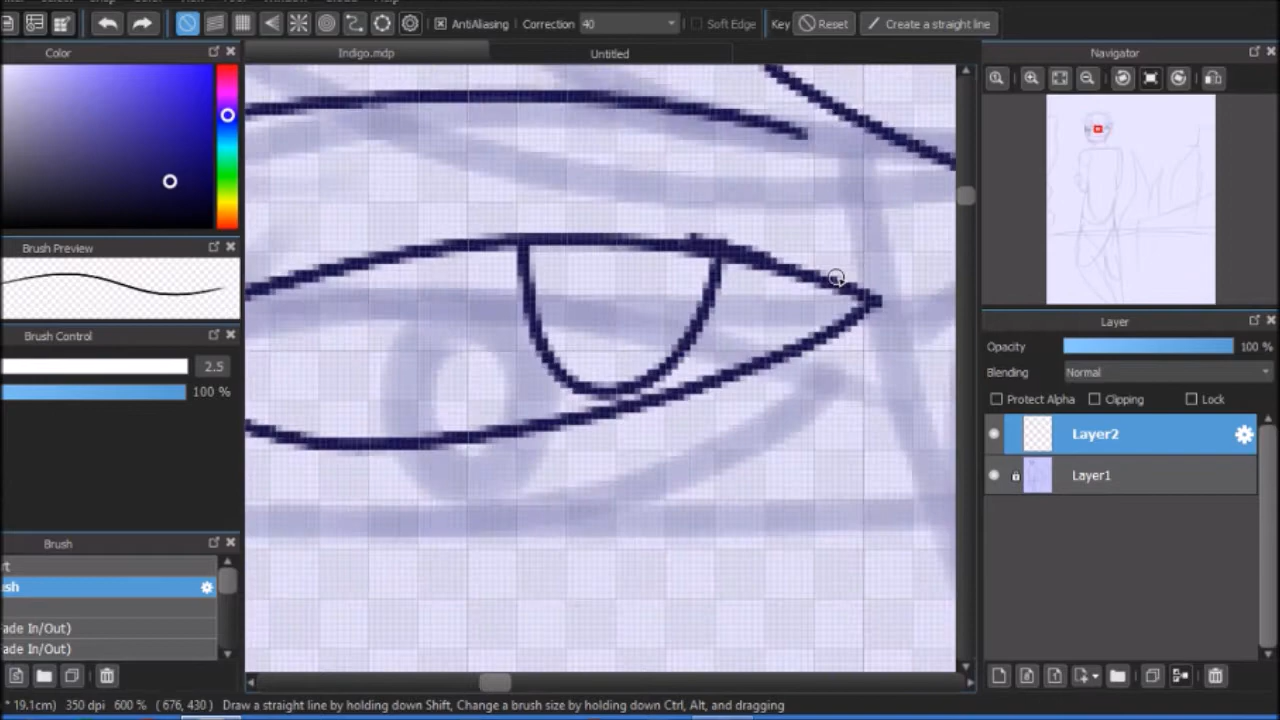 AntiAliasing Correction 40 Soft Edge Key Reset Create a straight line
Color
Indigo.mdp
Untitled
Navigator
Brush Preview
Brush Control
2.5
100 %
Layer
Opacity 100 %
Blending Normal
Protect Alpha Clipping Lock
Layer2
Layer1
Brush
rt
ush
ade In/Out)
ade In/Out)
* 19.1cm) 350 dpi 600 % ( 676, 430 ) Draw a straight line by holding down Shift, Change a brush size by holding down Ctrl, Alt, and dragging